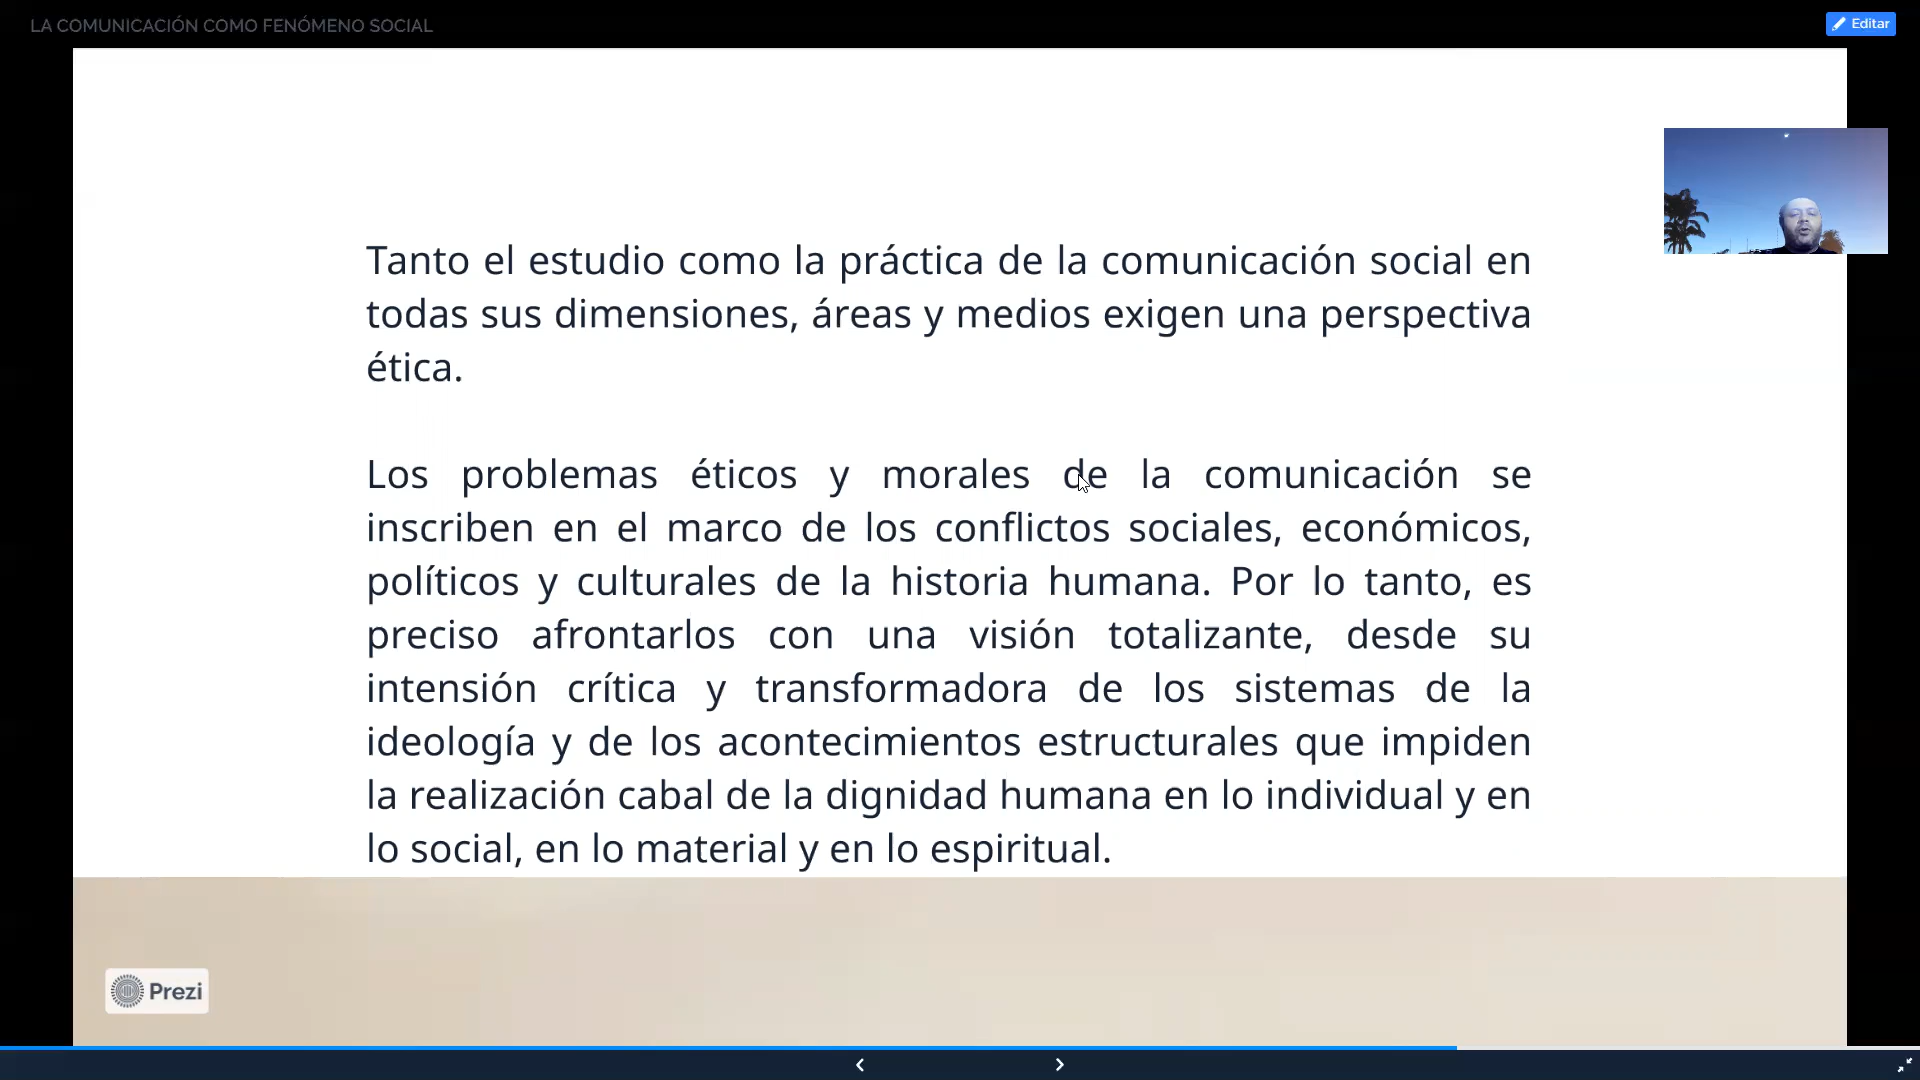 LA COMUNICACIÓN COMO FENÓMENO SOCIAL
Editar
Tanto el estudio como la práctica de la comunicación social en
todas sus dimensiones, áreas y medios exigen una perspectiva
ética.
Los problemas éticos y morales de la comunicación se
inscriben en el marco de los conflictos sociales, económicos,
políticos y culturales de la historia humana. Por lo tanto, es
preciso afrontarlos con una visión totalizante, desde su
intensión crítica y transformadora de los sistemas de la
ideología y de los acontecimientos estructurales que impiden
la realización cabal de la dignidad humana en lo individual y en
lo social, en lo material y en lo espiritual.
Prezi